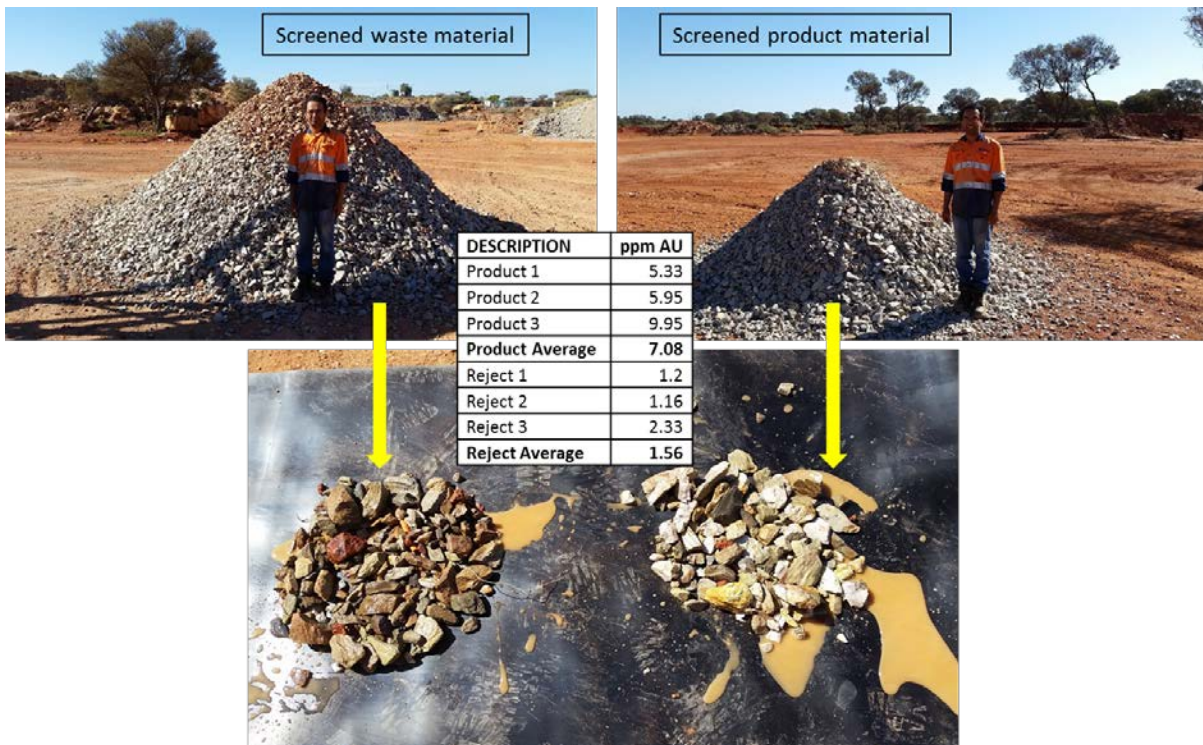 Screened waste material
Screened product material
DESCRIPTION ppm AU
Product 1 5.33
Product 2 5.95
Product 3 9.95
Product Average 7.08
Reject 1 1.2
Reject 2 1.16
Reject 3 2.33
Reject Average 1.56